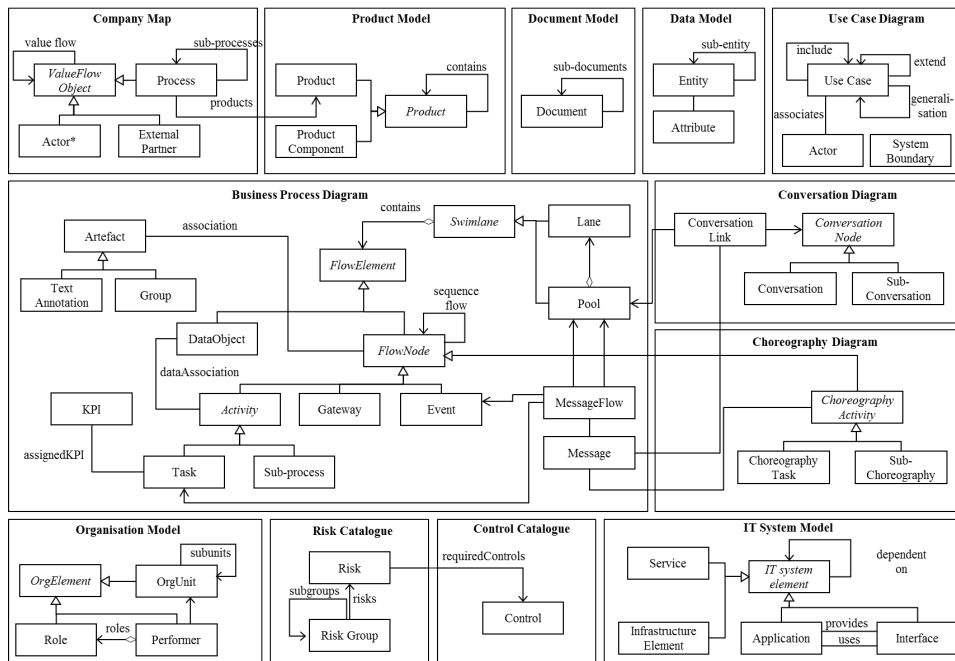 Company Map
value flow
sub-processes
ValueFlow
Object
Process
products
Actor*
External
Partner
Product Model
Product
contains
Product
Product
Component
Document Model
sub-documents
Document
Data Model
sub-entity
Entity
Attribute
Use Case Diagram
include
Use Case
extend
generali-
sation
associates
Actor
System
Boundary
Business Process Diagram
contains
Swimlane
Lane
Artefact
association
FlowElement
Text
Annotation
Group
sequence
flow
Pool
DataObject
FlowNode
dataAssociation
KPI
Activity
Gateway
Event
MessageFlow
assignedKPI
Task
Sub-process
Message
Conversation Diagram
Conversation
Link
Conversation
Node
Conversation
Sub-
Conversation
Choreography Diagram
Choreography
Activity
Choreography
Task
Sub-
Choreography
Organisation Model
subunits
OrgElement
OrgUnit
roles
Role
Performer
Risk Catalogue
Risk
subgroups
risks
Risk Group
Control Catalogue
requiredControls
Control
IT System Model
Service
IT system
element
dependent
on
Infrastructure
Element
Application
provides
uses
Interface